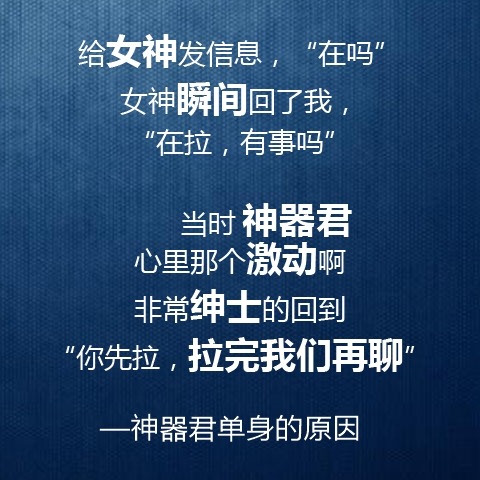 给女神发信息，“在吗”
女神瞬间回了我，
“在拉，有事吗”
当时 神器君
心里那个激动啊
非常绅士的回到
“你先拉，拉完我们再聊”
—神器君单身的原因